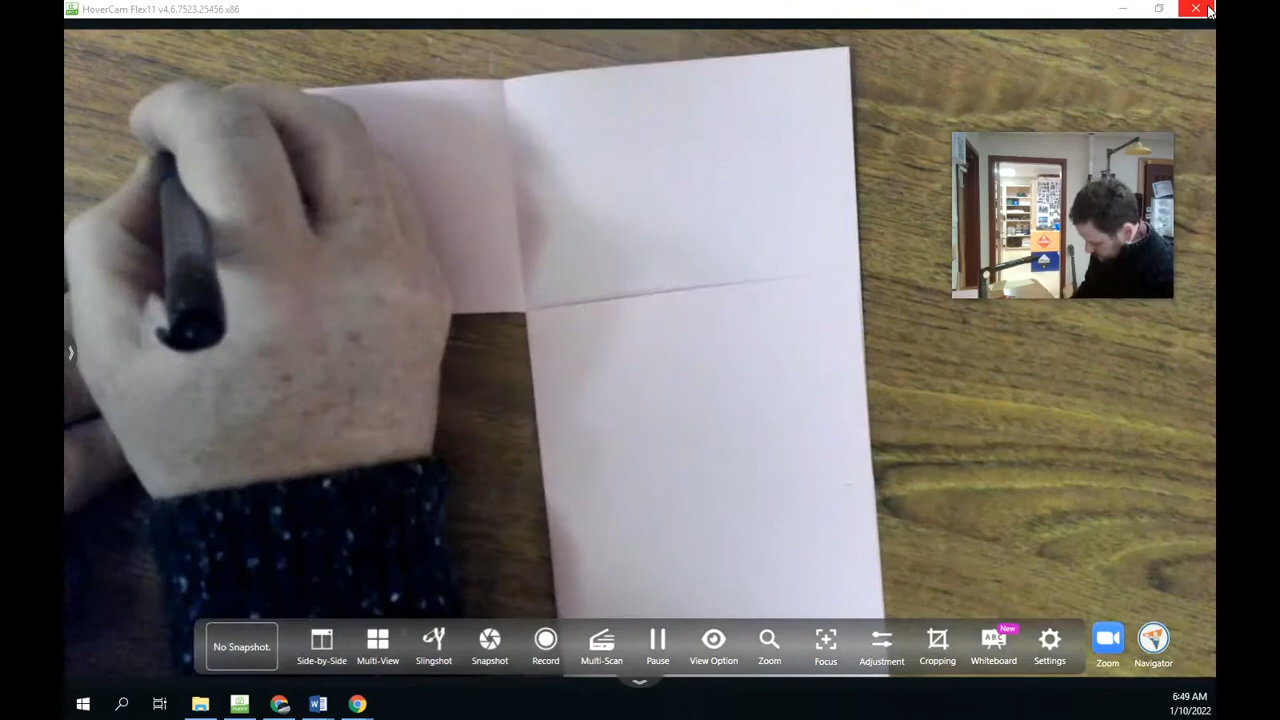 HoverCam Flex11 v4.6.7523.25456 x86
No Snapshot.
Side-by-Side
Multi-View
Slingshot
Snapshot
Record
Multi-Scan
Pause
View Option
Zoom
Focus
Adjustment
Cropping
New
ABC
Whiteboard
Settings
Zoom
Navigator
6:49 AM
1/10/2022